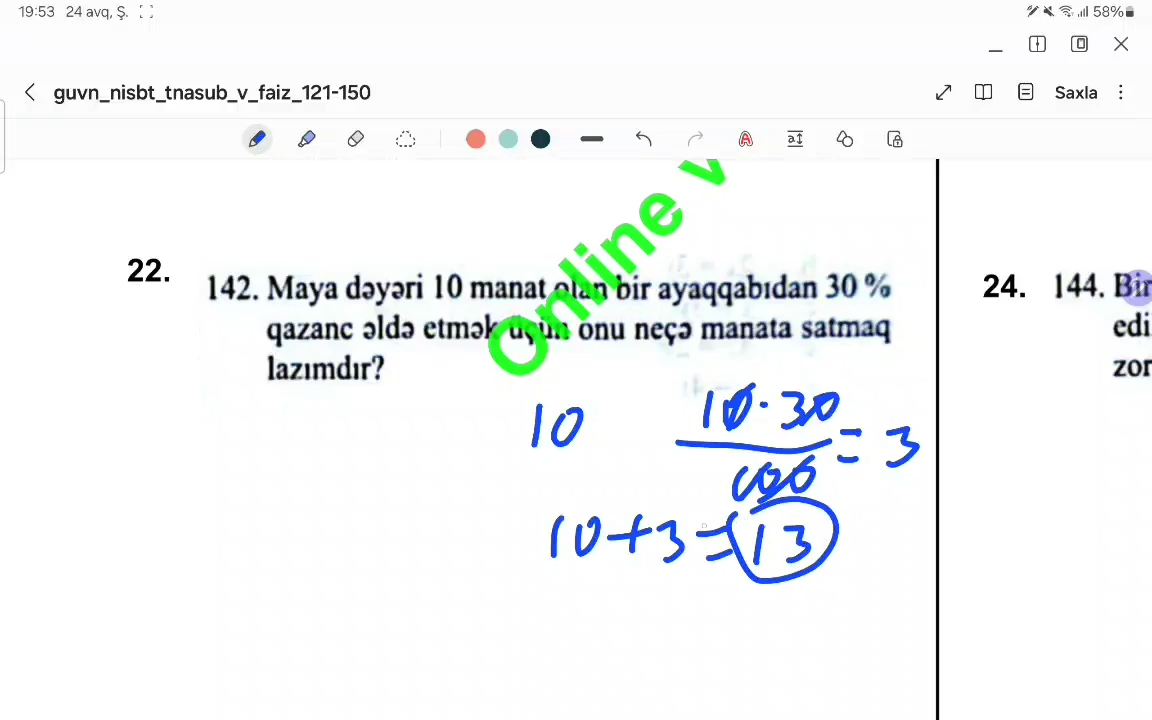 19:53 24 avq, Ş. 58%
guvn_nisbt_tnasub_v_faiz_121-150 Saxla
Online v
22. 142. Maya dəyəri 10 manat olan bir ayaqqabıdan 30 %
qazanc əldə etmək üçün onu neçə manata satmaq
lazımdır?
10 10·30/100 = 3
10+3=13
24. 144. Bir
edi
zor